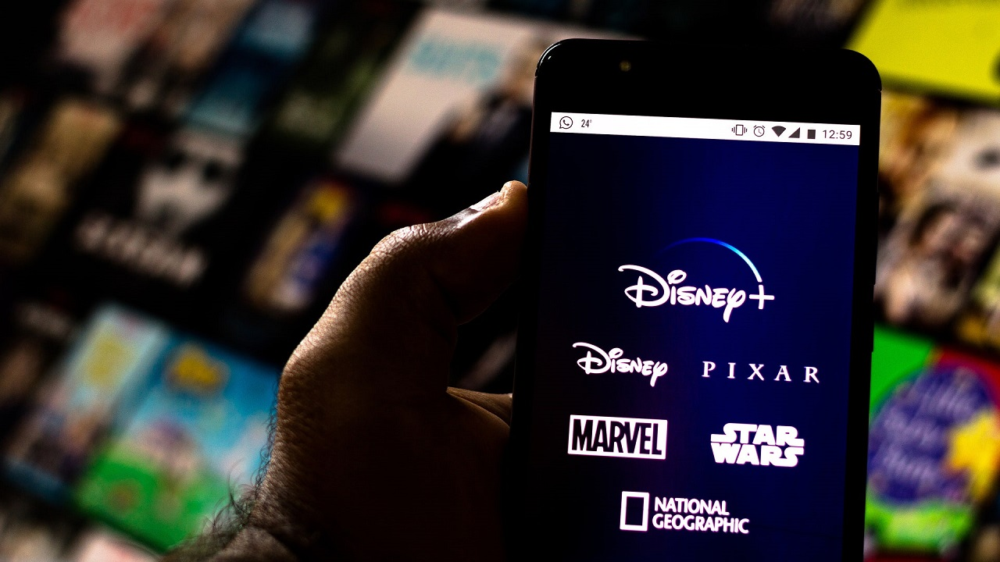 24°
12:59
Disney+
Disney
PIXAR
MARVEL
STAR
WARS
NATIONAL
GEOGRAPHIC